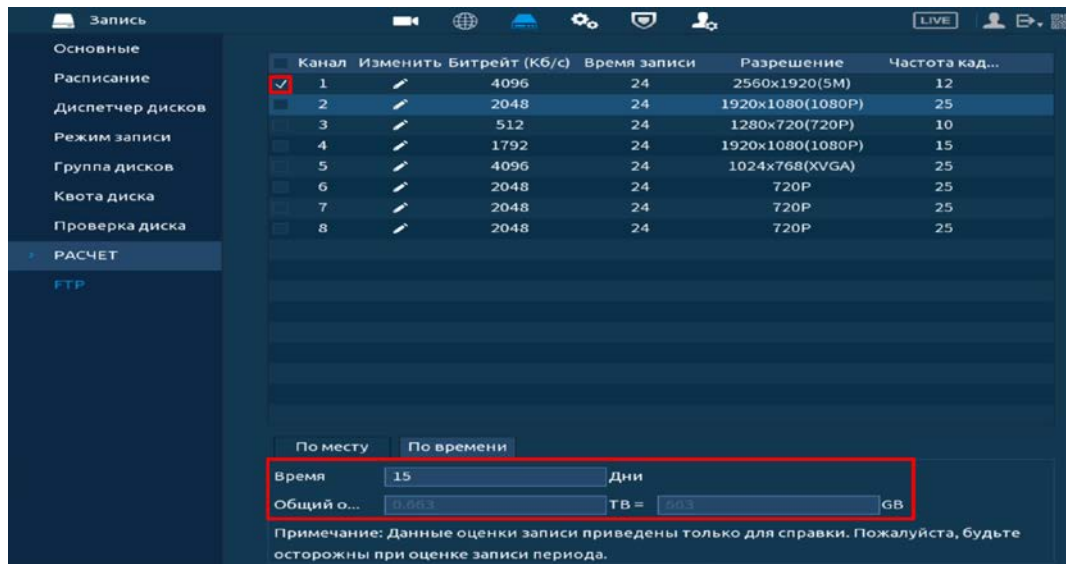 Запись LIVE
Основные
Расписание
Диспетчер дисков
Режим записи
Группа дисков
Квота диска
Проверка диска
РАСЧЕТ
FTP
Канал Изменить Битрейт (Кб/с) Время записи Разрешение Частота кад...
1 4096 24 2560x1920(5M) 12
2 2048 24 1920x1080(1080P) 25
3 512 24 1280x720(720P) 10
4 1792 24 1920x1080(1080P) 15
5 4096 24 1024x768(XVGA) 25
6 2048 24 720P 25
7 2048 24 720P 25
8 2048 24 720P 25
По месту По времени
Время 15 Дни
Общий о... 0.663 TB = 663 GB
Примечание: Данные оценки записи приведены только для справки. Пожалуйста, будьте
осторожны при оценке записи периода.